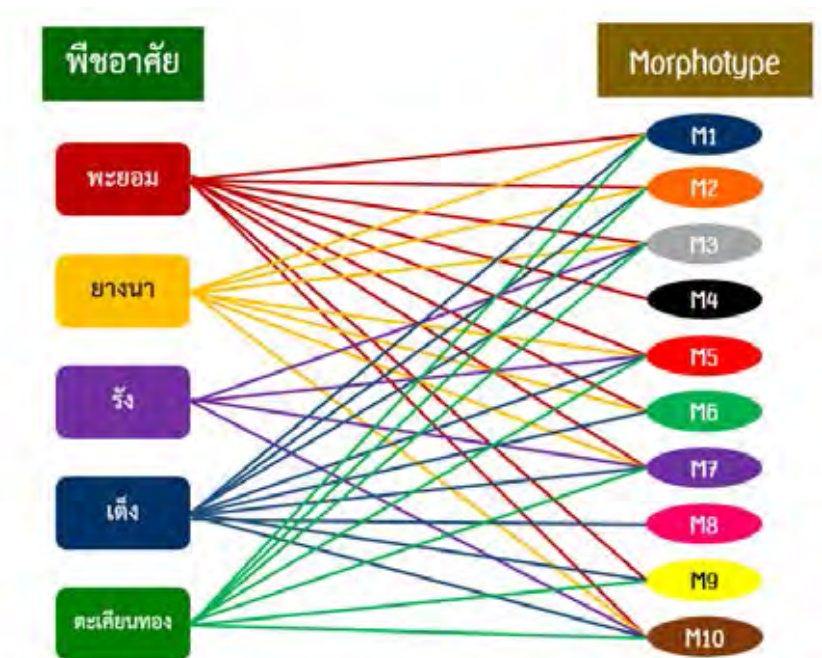 พืชอาศัย
Morphotype
พะยอม
ยางนา
รัง
เต็ง
ตะเคียนทอง
M1
M2
M3
M4
M5
M6
M7
M8
M9
M10